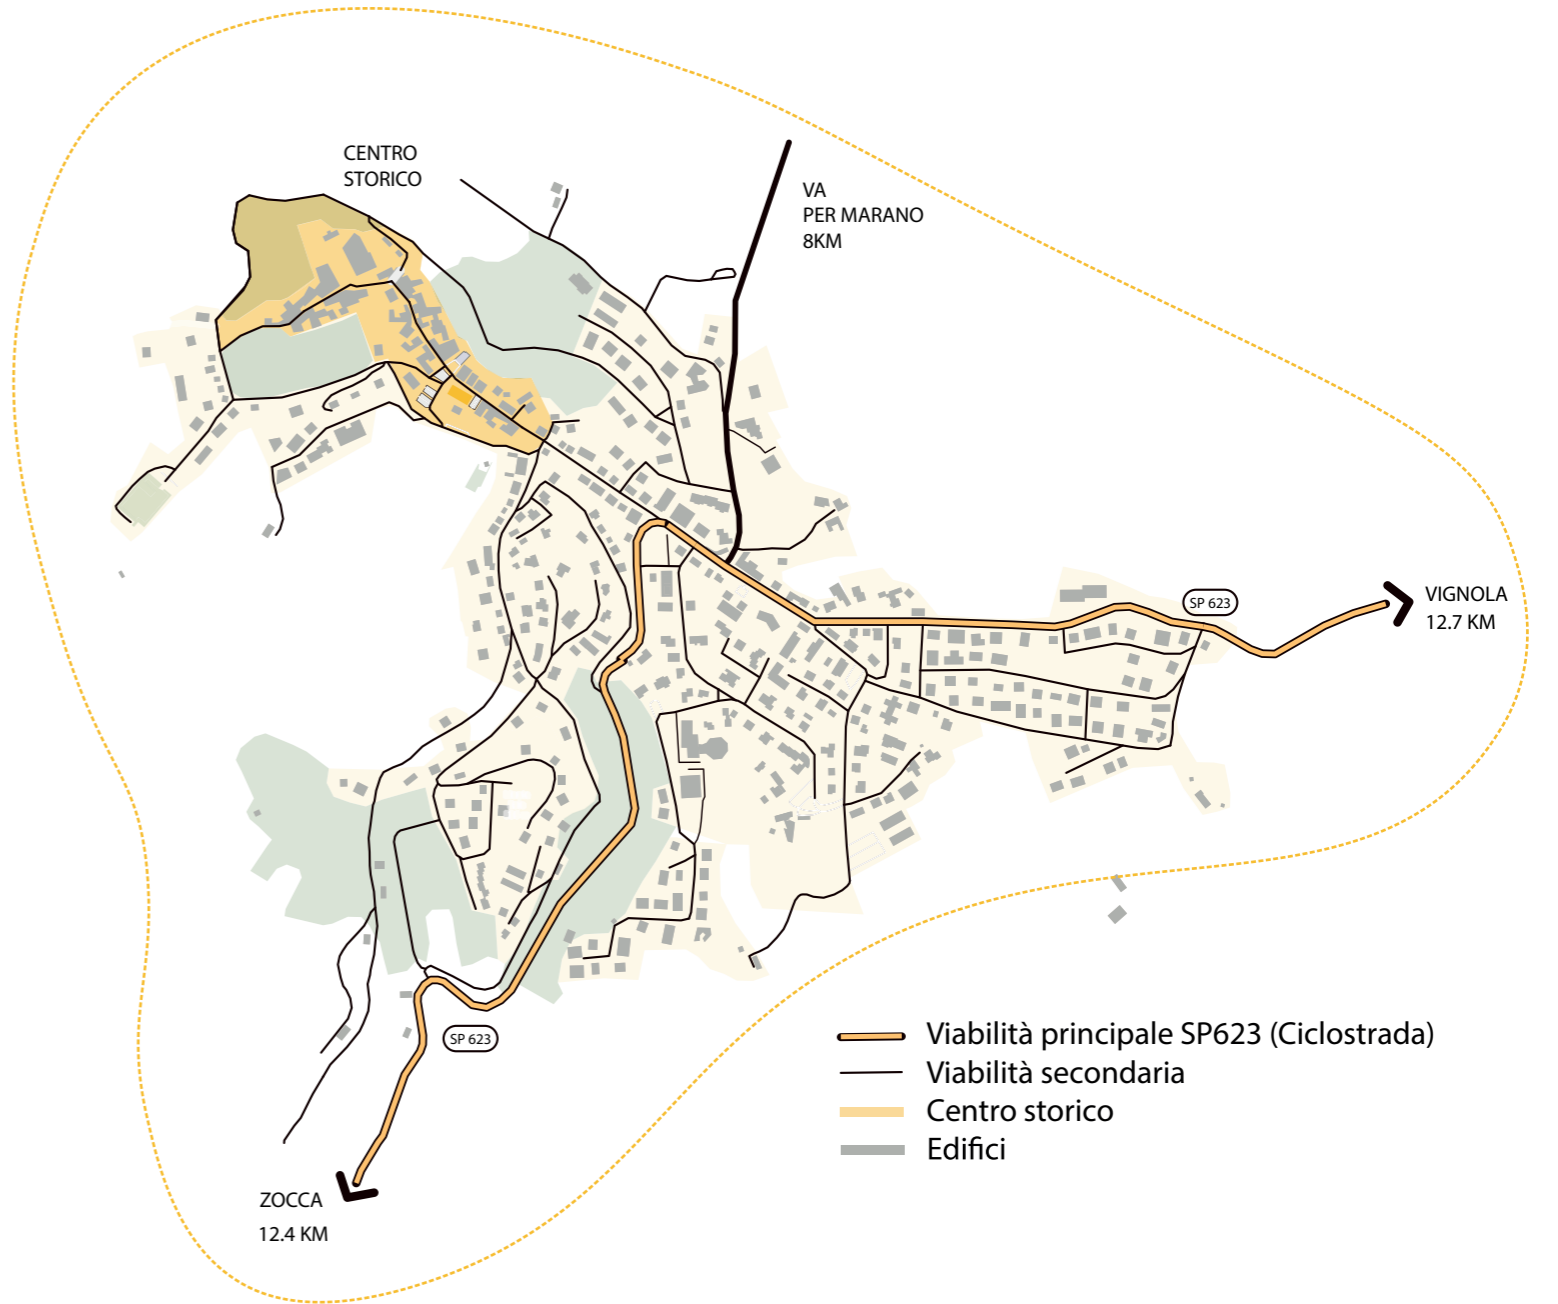 CENTRO
STORICO
VA
PER MARANO
8KM
SP 623
VIGNOLA
12.7 KM
SP 623
Viabilità principale SP623 (Ciclostrada)
Viabilità secondaria
Centro storico
Edifici
ZOCCA
12.4 KM